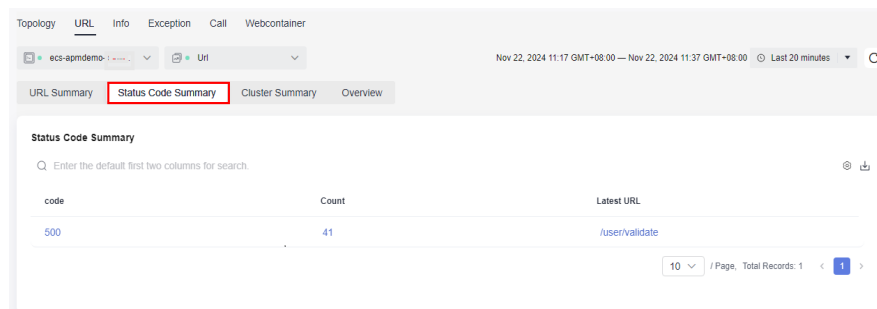 Topology URL Info Exception Call Webcontainer
ecs-apmdemo- Url Nov 22, 2024 11:17 GMT+08:00 — Nov 22, 2024 11:37 GMT+08:00 Last 20 minutes
URL Summary Status Code Summary Cluster Summary Overview
Status Code Summary
Enter the default first two columns for search.
code Count Latest URL
500 41 /user/validate
10 / Page, Total Records: 1 < 1 >